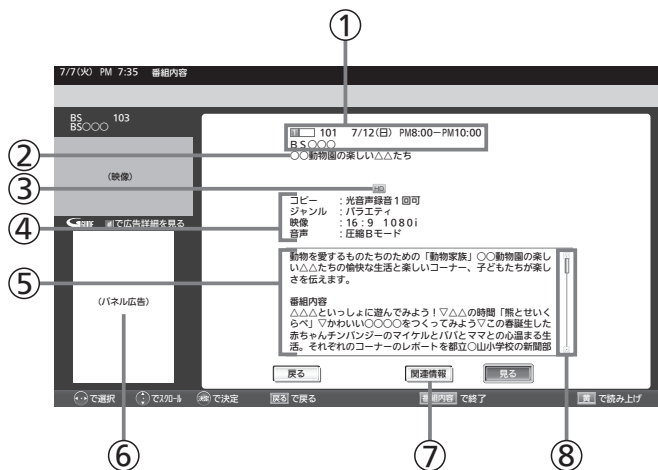 ①
7/7(火) PM 7:35 番組内容
BS 103
BS○○○
101 7/12(日) PM8:00−PM10:00
BS○○○
②
○○動物園の楽しい△△たち
(映像)
③
HD
④
コピー :光音声録音1回可
ジャンル :バラエティ
映像 :16:9 1080i
音声 :圧縮Bモード
で広告詳細を見る
⑤
動物を愛するものたちのための「動物家族」○○動物園の楽し
い△△たちの愉快な生活と楽しいコーナー、子どもたちが楽し
さを伝えます。
(パネル広告)
番組内容
△△△といっしょに遊んでみよう！▽△△の時間「熊とせいく
らべ」▽かわいい○○○○をつくってみよう▽この春誕生した
赤ちゃんチンパンジーのマイケルとパパとママとの心温まる生
活。それぞれのコーナーのレポートを都立○山小学校の新聞部
戻る
関連情報
見る
で選択
でスクロール
決定 で決定
戻る で戻る
番組内容 で終了
黄 で読み上げ
⑥
⑦
⑧